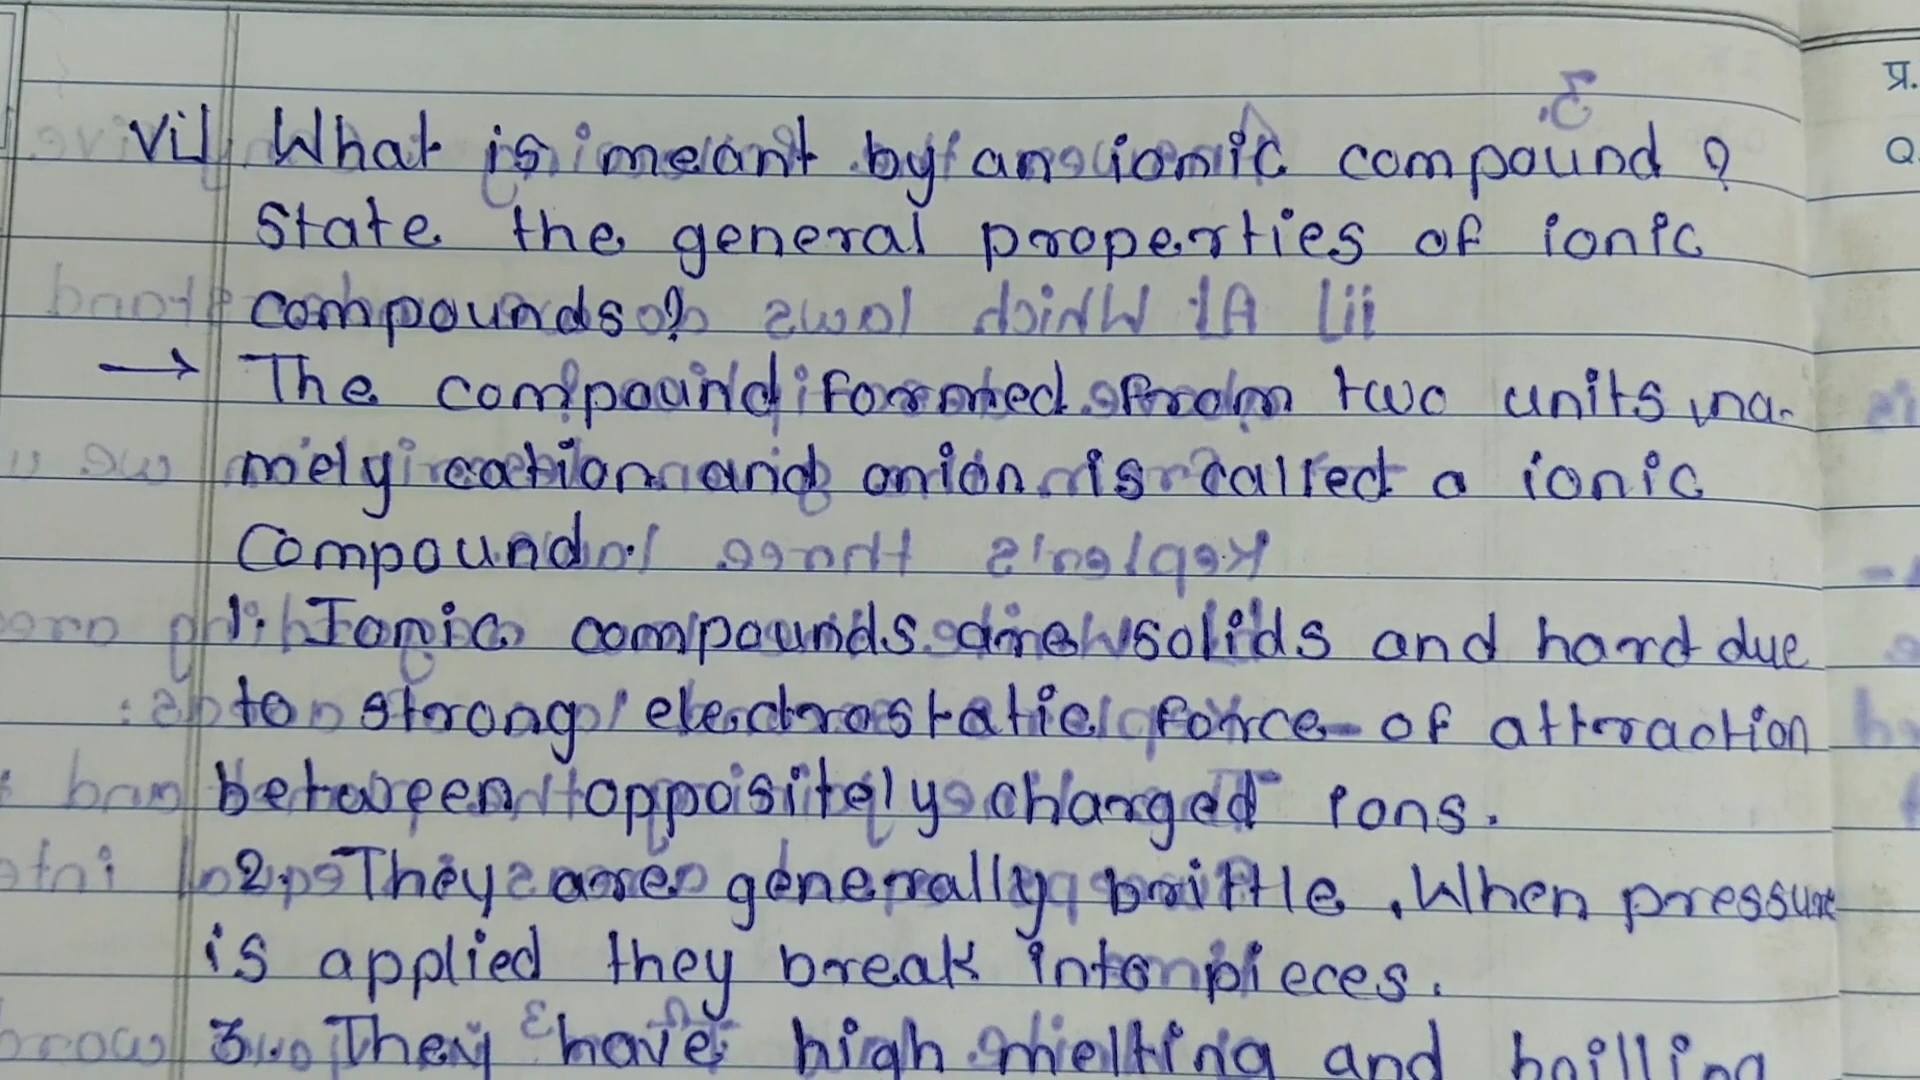 vii] What is meant by an ionic compound ?
State the general properties of ionic
compounds?
→ The compound formed from two units na-
mely cation and anion is called a ionic
Compound.
1. Ionic compounds are solids and hard due
to strong electrostatic force of attraction
between oppositely charged ions.
2. They are generally brittle. When pressure
is applied they break into pieces.
3. They have high melting and boilling
प्र.
Q.